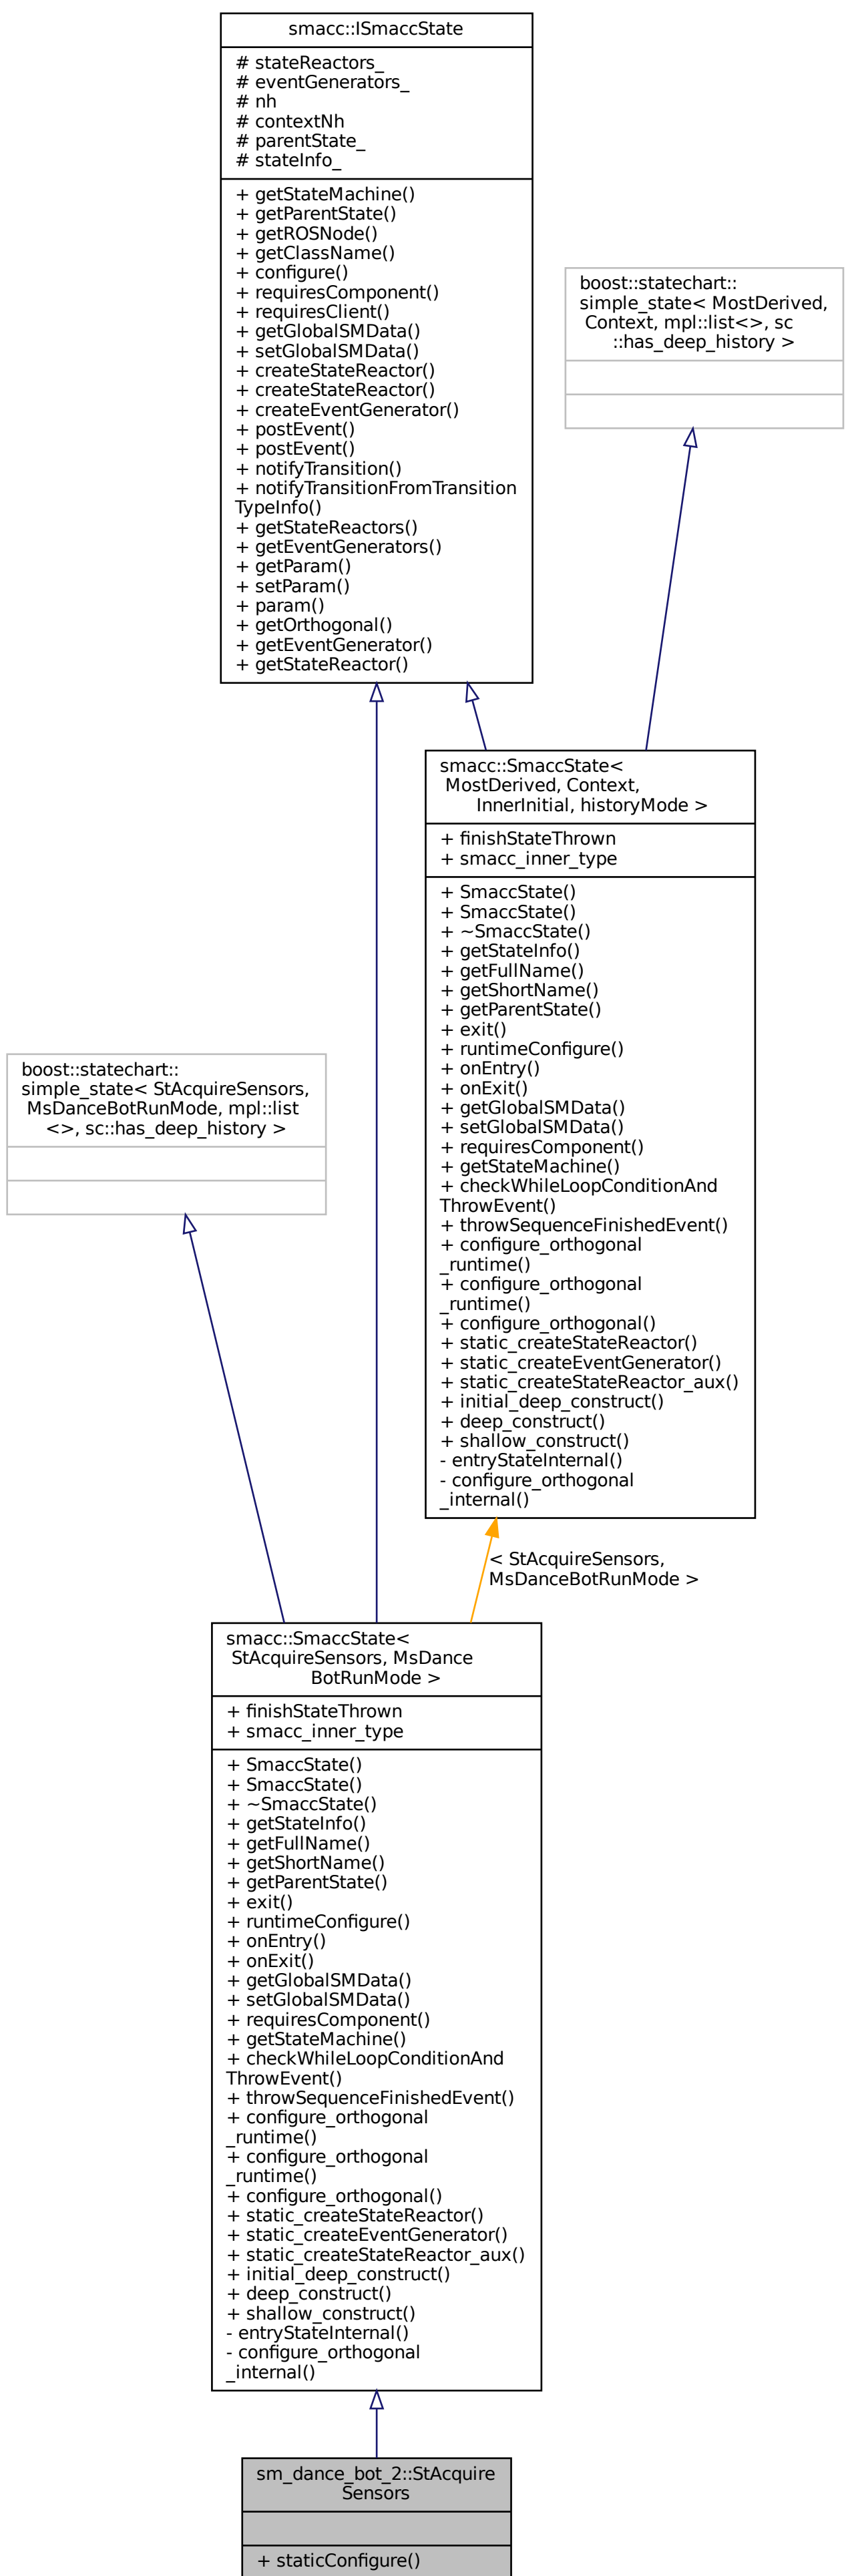 smacc::ISmaccState
# stateReactors_
# eventGenerators_
# nh
# contextNh
# parentState_
# stateInfo_
+ getStateMachine()
+ getParentState()
+ getROSNode()
+ getClassName()
+ configure()
+ requiresComponent()
+ requiresClient()
+ getGlobalSMData()
+ setGlobalSMData()
+ createStateReactor()
+ createStateReactor()
+ createEventGenerator()
+ postEvent()
+ postEvent()
+ notifyTransition()
+ notifyTransitionFromTransition
TypeInfo()
+ getStateReactors()
+ getEventGenerators()
+ getParam()
+ setParam()
+ param()
+ getOrthogonal()
+ getEventGenerator()
+ getStateReactor()
boost::statechart::
simple_state< MostDerived,
Context, mpl::list<>, sc
::has_deep_history >
smacc::SmaccState<
MostDerived, Context,
InnerInitial, historyMode >
+ finishStateThrown
+ smacc_inner_type
+ SmaccState()
+ SmaccState()
+ ~SmaccState()
+ getStateInfo()
+ getFullName()
+ getShortName()
+ getParentState()
+ exit()
+ runtimeConfigure()
+ onEntry()
+ onExit()
+ getGlobalSMData()
+ setGlobalSMData()
+ requiresComponent()
+ getStateMachine()
+ checkWhileLoopConditionAnd
ThrowEvent()
+ throwSequenceFinishedEvent()
+ configure_orthogonal
_runtime()
+ configure_orthogonal
_runtime()
+ configure_orthogonal()
+ static_createStateReactor()
+ static_createEventGenerator()
+ static_createStateReactor_aux()
+ initial_deep_construct()
+ deep_construct()
+ shallow_construct()
- entryStateInternal()
- configure_orthogonal
_internal()
boost::statechart::
simple_state< StAcquireSensors,
MsDanceBotRunMode, mpl::list
<>, sc::has_deep_history >
< StAcquireSensors,
MsDanceBotRunMode >
smacc::SmaccState<
StAcquireSensors, MsDance
BotRunMode >
+ finishStateThrown
+ smacc_inner_type
+ SmaccState()
+ SmaccState()
+ ~SmaccState()
+ getStateInfo()
+ getFullName()
+ getShortName()
+ getParentState()
+ exit()
+ runtimeConfigure()
+ onEntry()
+ onExit()
+ getGlobalSMData()
+ setGlobalSMData()
+ requiresComponent()
+ getStateMachine()
+ checkWhileLoopConditionAnd
ThrowEvent()
+ throwSequenceFinishedEvent()
+ configure_orthogonal
_runtime()
+ configure_orthogonal
_runtime()
+ configure_orthogonal()
+ static_createStateReactor()
+ static_createEventGenerator()
+ static_createStateReactor_aux()
+ initial_deep_construct()
+ deep_construct()
+ shallow_construct()
- entryStateInternal()
- configure_orthogonal
_internal()
sm_dance_bot_2::StAcquire
Sensors
+ staticConfigure()